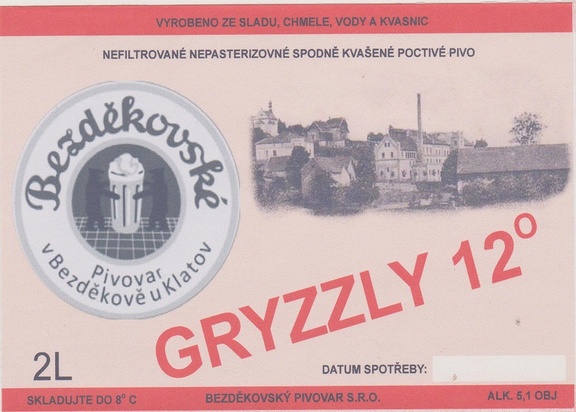 VYROBENO ZE SLADU, CHMELE, VODY A KVASNIC
NEFILTROVANÉ NEPASTERIZOVNÉ SPODNĚ KVAŠENÉ POCTIVÉ PIVO
Bezděkovské
Pivovar
v Bezděkově u Klatov
GRYZZLY 12°
2L
DATUM SPOTŘEBY:
SKLADUJTE DO 8° C
BEZDĚKOVSKÝ PIVOVAR S.R.O.
ALK. 5,1 OBJ